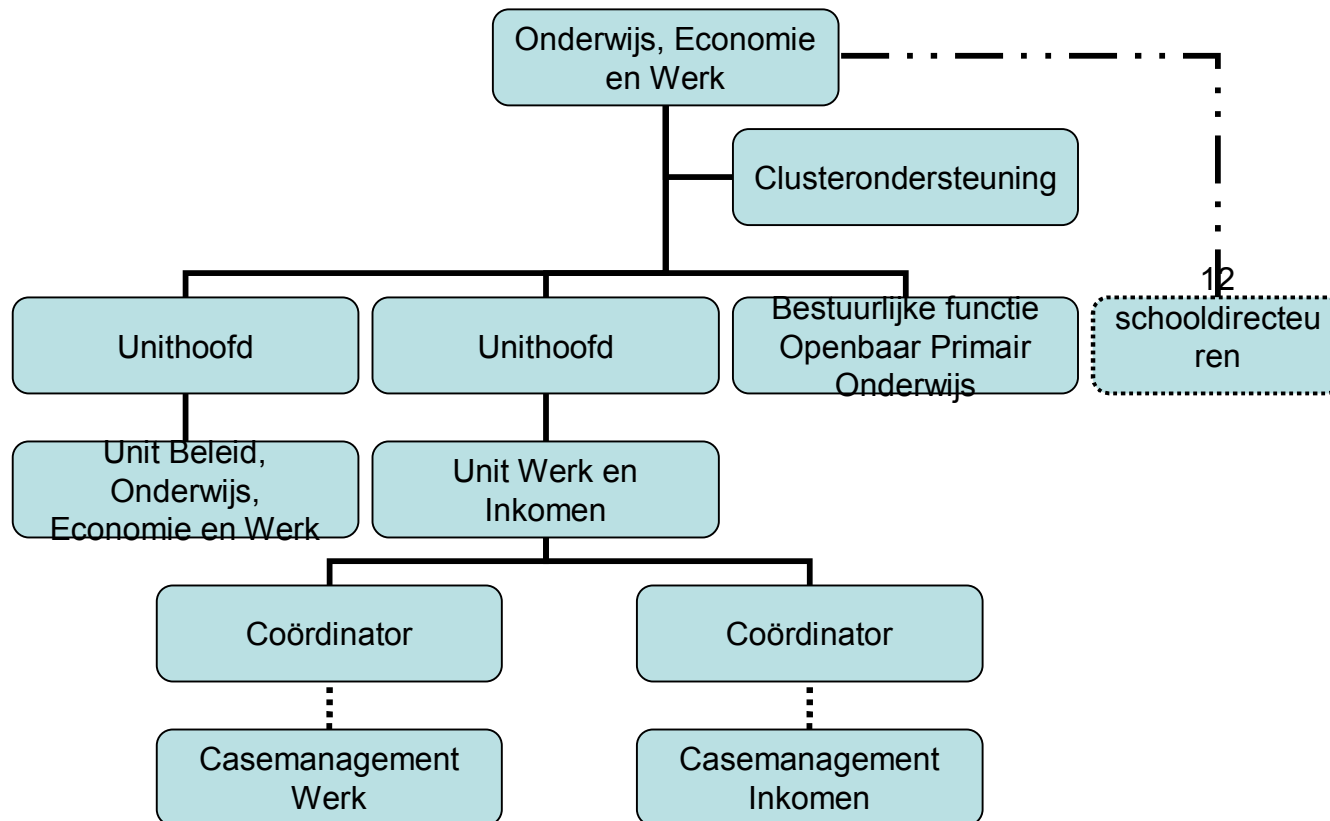 Onderwijs, Economie
en Werk
Clusterondersteuning
Unithoofd
Unithoofd
Bestuurlijke functie
Openbaar Primair
Onderwijs
12
schooldirecteu
ren
Unit Beleid,
Onderwijs,
Economie en Werk
Unit Werk en
Inkomen
Coördinator
Coördinator
Casemanagement
Werk
Casemanagement
Inkomen